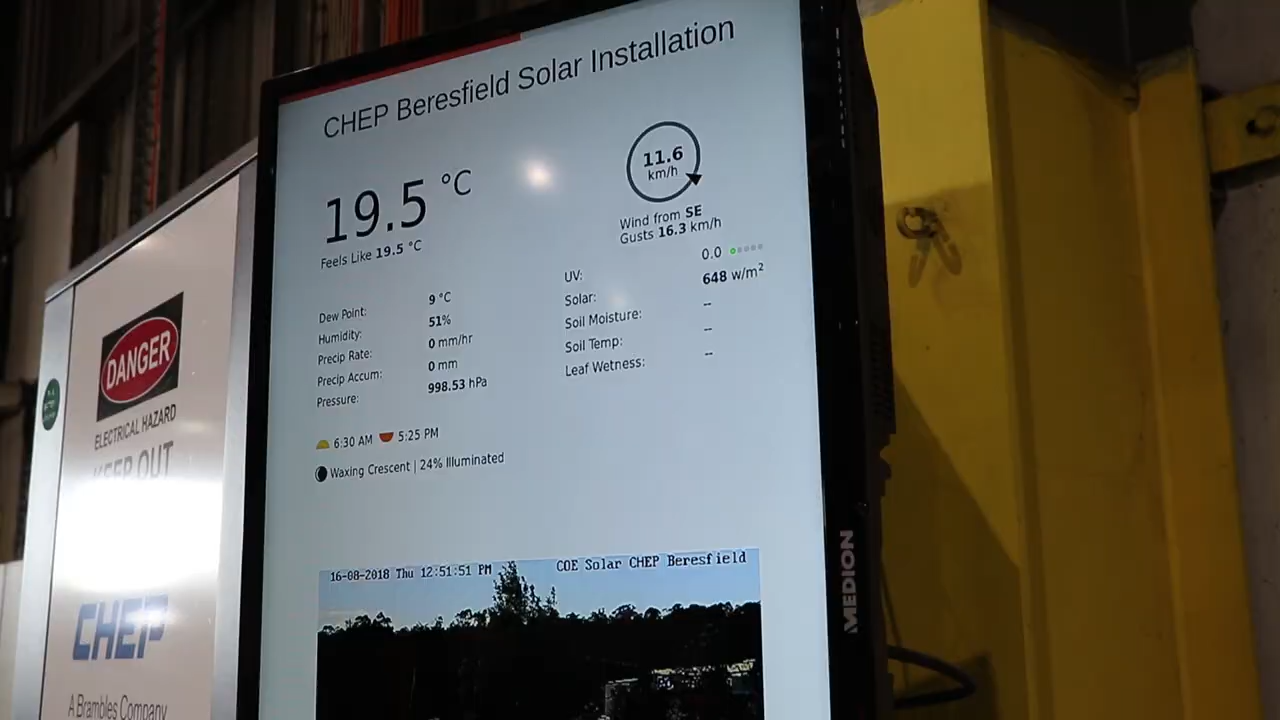 CHEP Beresfield Solar Installation
19.5 °C
Feels Like 19.5 °C
11.6
km/h
Wind from SE
Gusts 16.3 km/h
Dew Point: 9 °C
Humidity: 51%
Precip Rate: 0 mm/hr
Precip Accum: 0 mm
Pressure: 998.53 hPa
UV: 0.0
Solar: 648 w/m²
Soil Moisture: --
Soil Temp: --
Leaf Wetness: --
6:30 AM 5:25 PM
Waxing Crescent | 24% Illuminated
16-08-2018 Thu 12:51:51 PM COE Solar CHEP Beresfield
MEDION
DANGER
ELECTRICAL HAZARD
KEEP OUT
CHEP
A Brambles Company